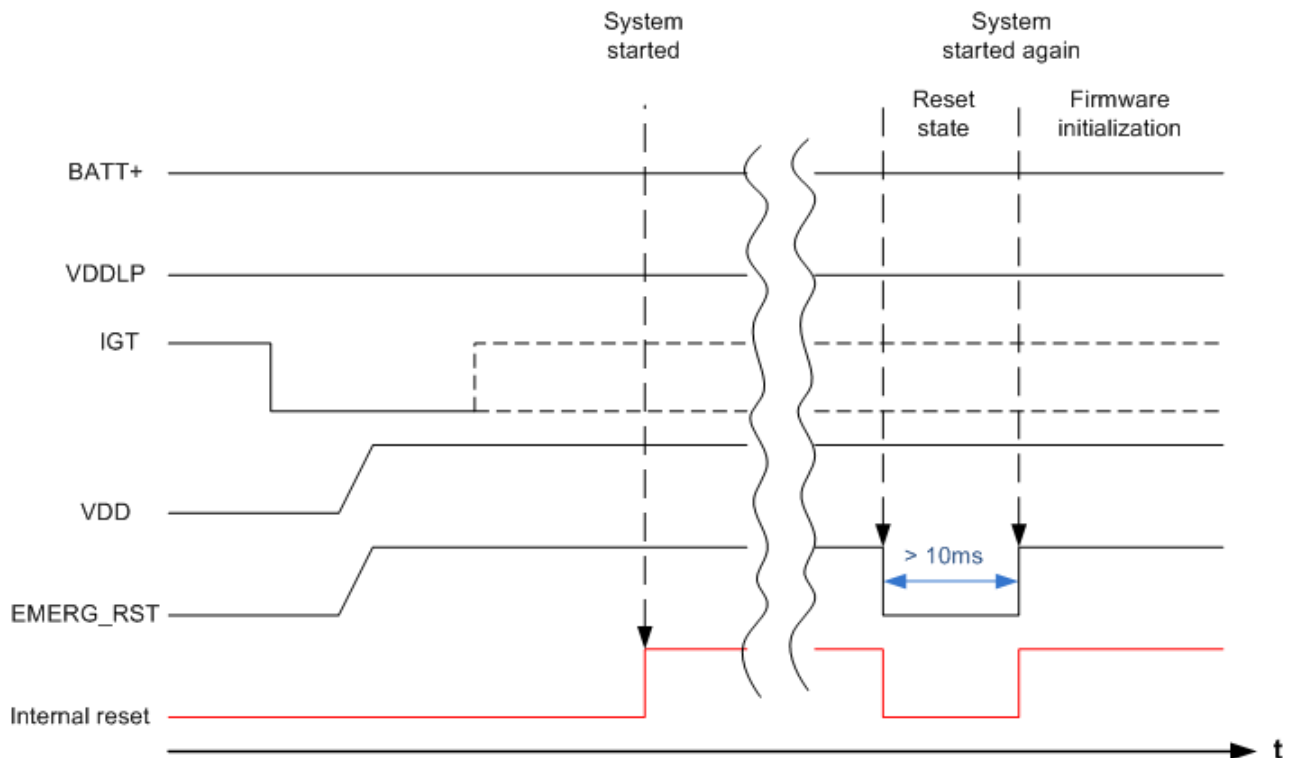 System
started
System
started again
Reset
state
Firmware
initialization
BATT+
VDDLP
IGT
VDD
> 10ms
EMERG_RST
Internal reset
t